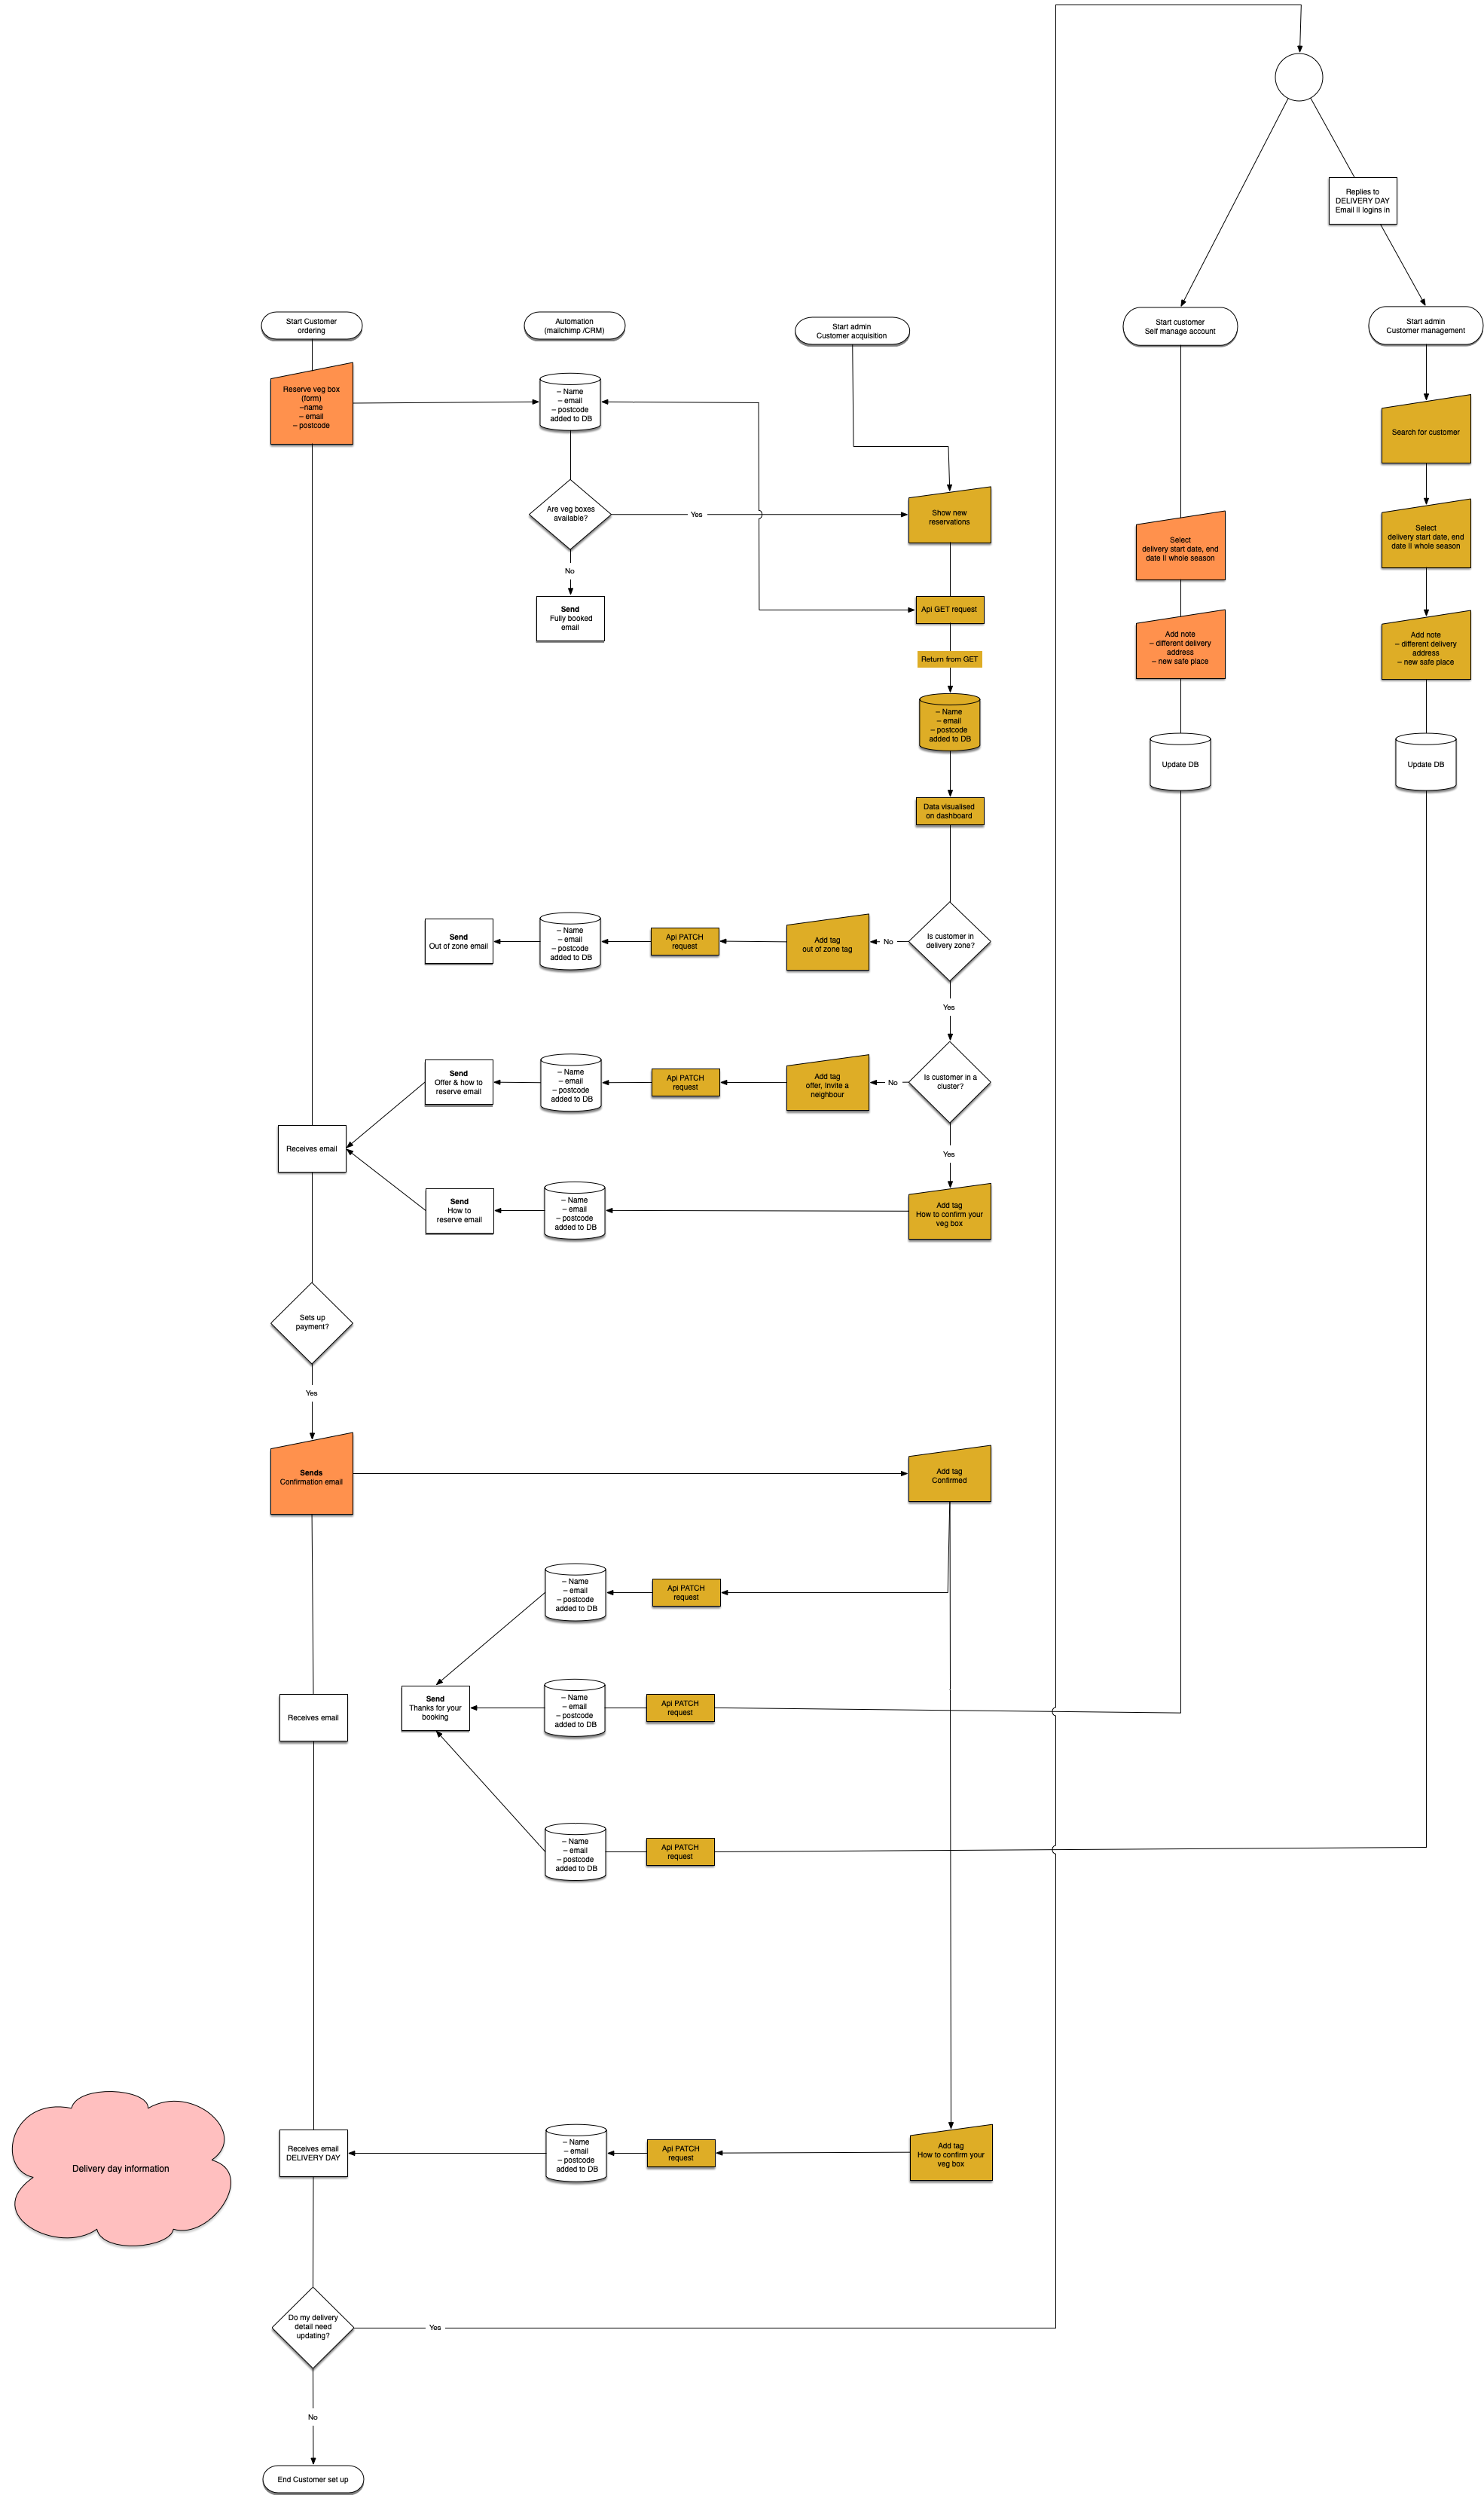 Replies to
DELIVERY DAY
Email II logins in
Start Customer
ordering
Automation
(mailchimp /CRM)
Start admin
Customer acquisition
Start customer
Self manage account
Start admin
Customer management
Reserve veg box
(form)
–name
– email
– postcode
– Name
– email
– postcode
added to DB
Search for customer
Are veg boxes
available?
Yes
Show new
reservations
Select
delivery start date, end
date II whole season
Select
delivery start date, end
date II whole season
No
Send
Fully booked
email
Api GET request
Add note
– different delivery
address
– new safe place
Add note
– different delivery
address
– new safe place
Return from GET
– Name
– email
– postcode
added to DB
Update DB
Update DB
Data visualised
on dashboard
Send
Out of zone email
– Name
– email
– postcode
added to DB
Api PATCH
request
Add tag
out of zone tag
No
Is customer in
delivery zone?
Yes
Send
Offer & how to
reserve email
– Name
– email
– postcode
added to DB
Api PATCH
request
Add tag
offer, Invite a
neighbour
No
Is customer in a
cluster?
Receives email
Yes
Send
How to
reserve email
– Name
– email
– postcode
added to DB
Add tag
How to confirm your
veg box
Sets up
payment?
Yes
Sends
Confirmation email
Add tag
Confirmed
– Name
– email
– postcode
added to DB
Api PATCH
request
Receives email
Send
Thanks for your
booking
– Name
– email
– postcode
added to DB
Api PATCH
request
– Name
– email
– postcode
added to DB
Api PATCH
request
Delivery day information
Receives email
DELIVERY DAY
– Name
– email
– postcode
added to DB
Api PATCH
request
Add tag
How to confirm your
veg box
Do my delivery
detail need
updating?
Yes
No
End Customer set up